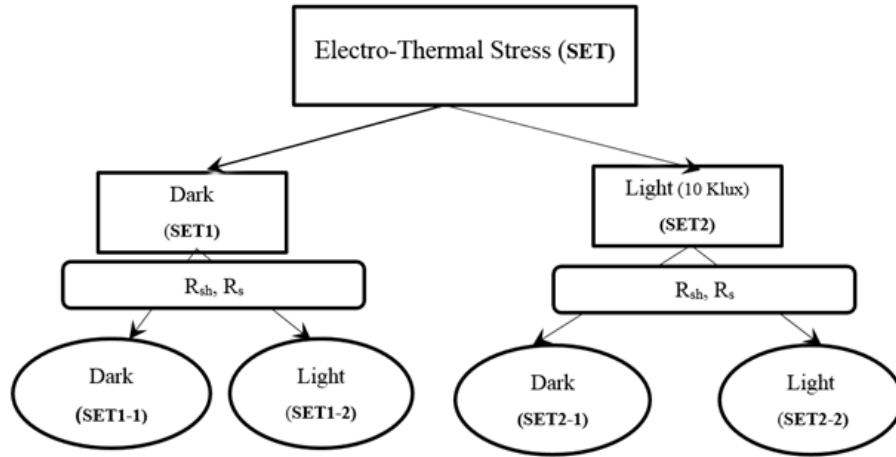 Electro-Thermal Stress (SET)
Dark
(SET1)
Light (10 Klux)
(SET2)
Rsh, Rs
Rsh, Rs
Dark
(SET1-1)
Light
(SET1-2)
Dark
(SET2-1)
Light
(SET2-2)